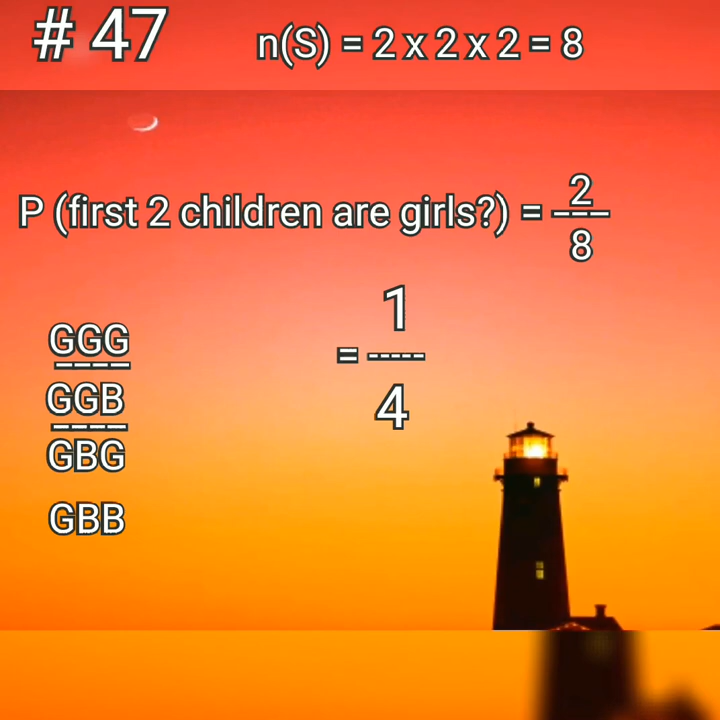 # 47
n(S) = 2 x 2 x 2 = 8
P (first 2 children are girls?) = 2
----
8
1
= -----
4
GGG
----
GGB
----
GBG
GBB